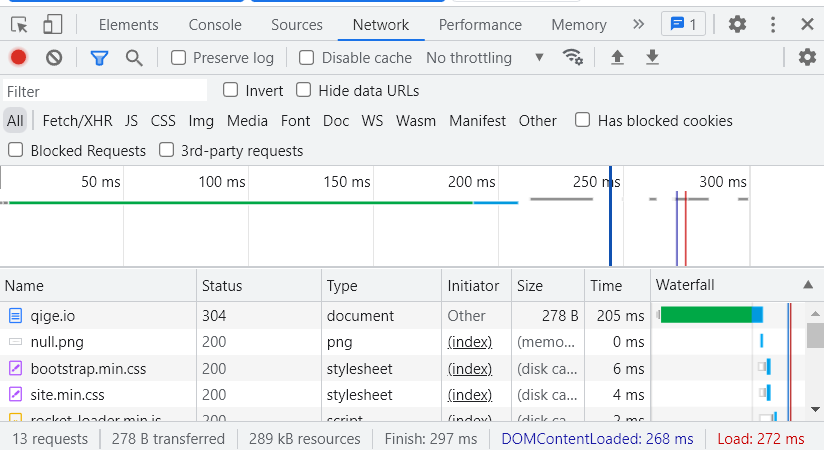 Elements Console Sources Network Performance Memory 1
Preserve log Disable cache No throttling
Filter Invert Hide data URLs
All Fetch/XHR JS CSS Img Media Font Doc WS Wasm Manifest Other Has blocked cookies
Blocked Requests 3rd-party requests
50 ms 100 ms 150 ms 200 ms 250 ms 300 ms
Name Status Type Initiator Size Time Waterfall
qige.io 304 document Other 278 B 205 ms
null.png 200 png (index) (memo... 0 ms
bootstrap.min.css 200 stylesheet (index) (disk ca... 6 ms
site.min.css 200 stylesheet (index) (disk ca... 4 ms
rocket-loader.min.js 200 script (index) (disk ca... 2 ms
13 requests 278 B transferred 289 kB resources Finish: 297 ms DOMContentLoaded: 268 ms Load: 272 ms